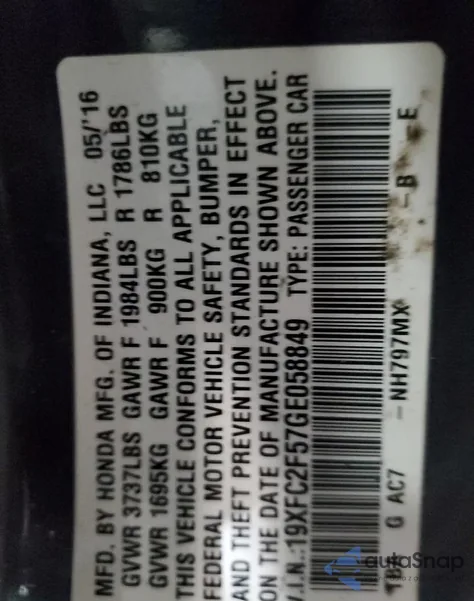 MFD. BY HONDA MFG. OF INDIANA, LLC 05/'16
GVWR 3737LBS GAWR F 1984LBS R 1786LBS
GVWR 1695KG GAWR F 900KG R 810KG
THIS VEHICLE CONFORMS TO ALL APPLICABLE
FEDERAL MOTOR VEHICLE SAFETY, BUMPER,
AND THEFT PREVENTION STANDARDS IN EFFECT
ON THE DATE OF MANUFACTURE SHOWN ABOVE.
V.I.N.:19XFC2F57GE058849 TYPE: PASSENGER CAR
G AC7 -NH797MX -B E
autoSnap